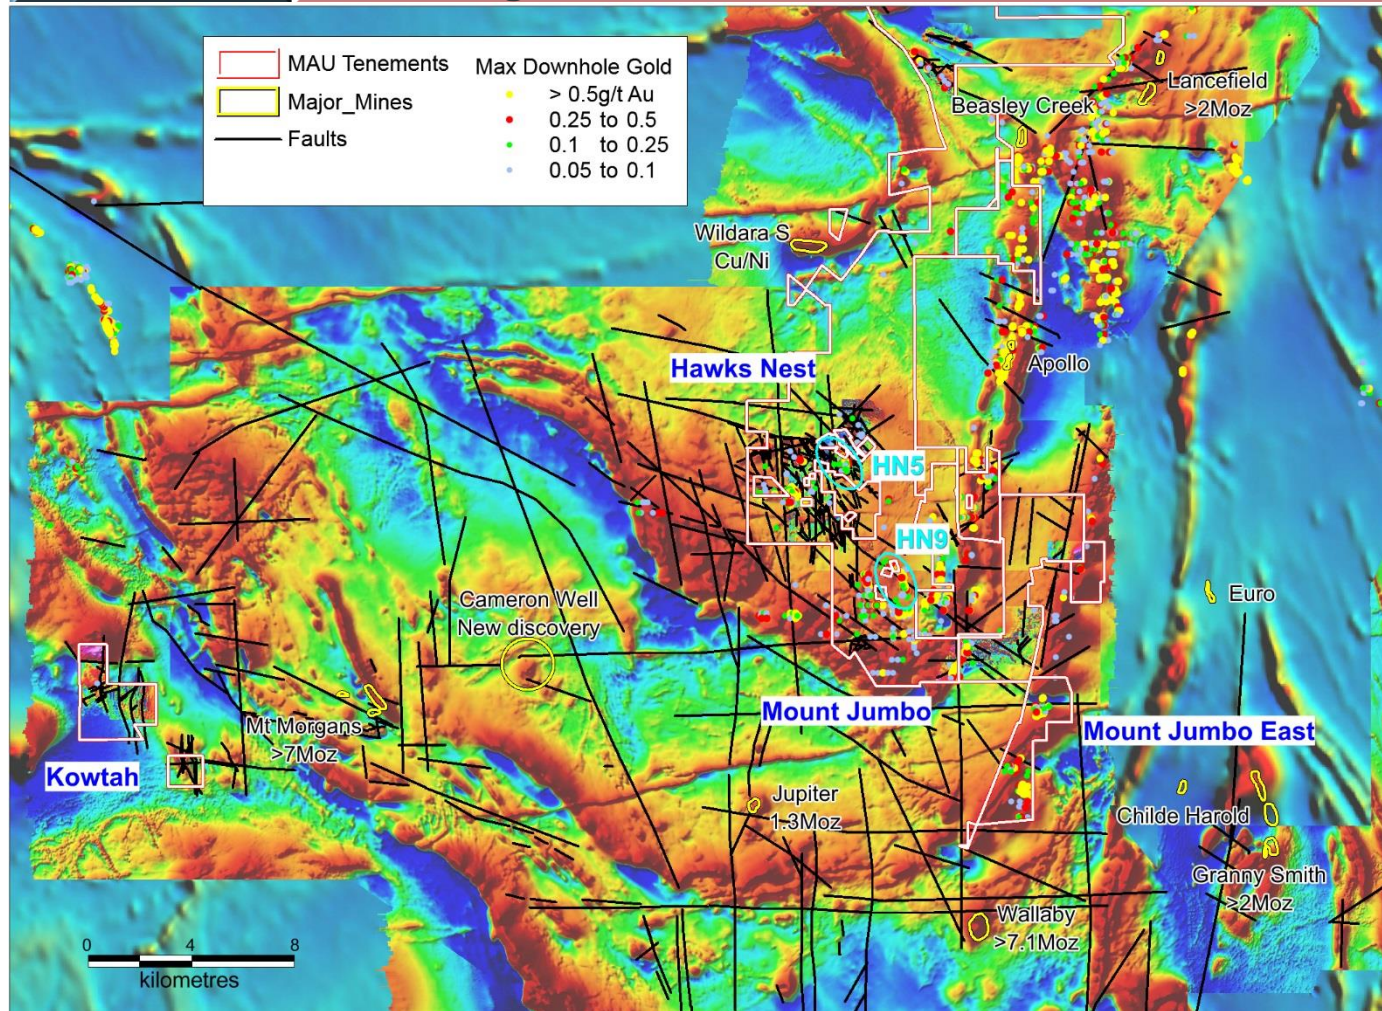 MAU Tenements
Major_Mines
Faults
Max Downhole Gold
> 0.5g/t Au
0.25 to 0.5
0.1 to 0.25
0.05 to 0.1
Lancefield
>2Moz
Beasley Creek
Wildara S
Cu/Ni
Apollo
Hawks Nest
HN5
HN9
Cameron Well
New discovery
Euro
Mount Jumbo
Mount Jumbo East
Mt Morgans
>7Moz
Kowtah
Jupiter
1.3Moz
Childe Harold
Granny Smith
>2Moz
Wallaby
>7.1Moz
0 4 8
kilometres